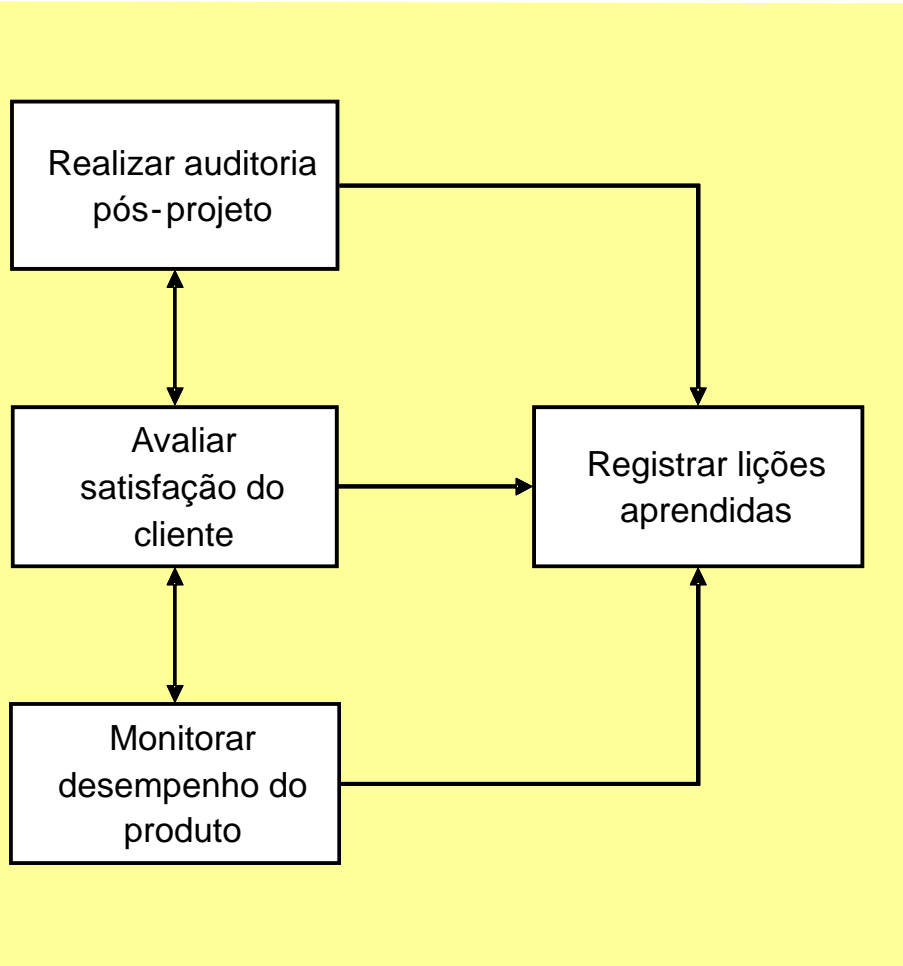 Realizar auditoria
pós-projeto
Avaliar
satisfação do
cliente
Registrar lições
aprendidas
Monitorar
desempenho do
produto